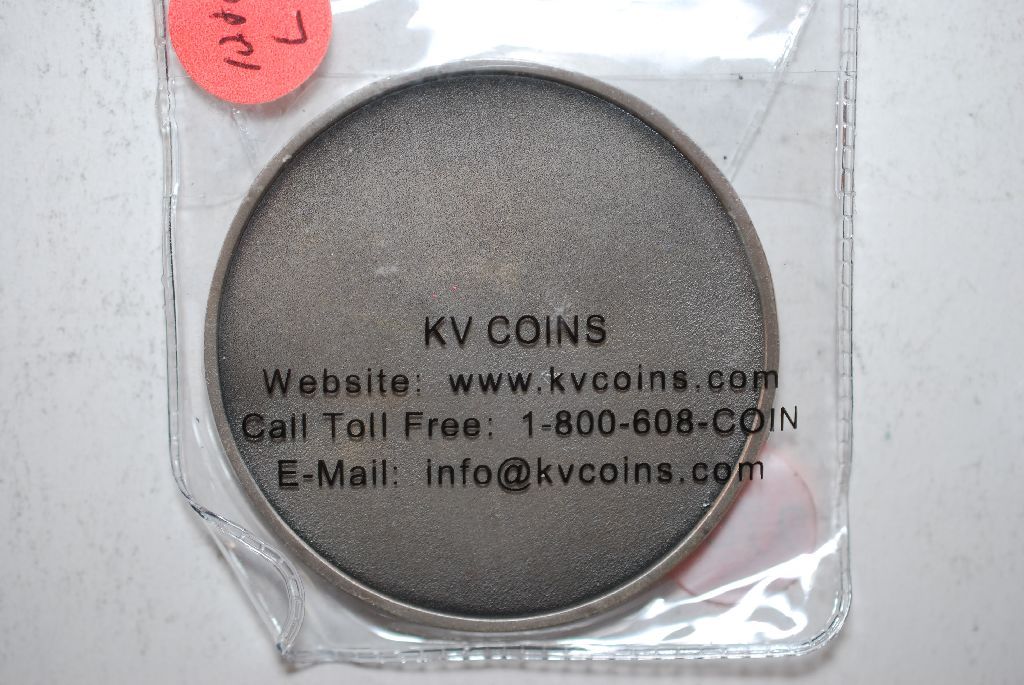 KV COINS
Website: www.kvcoins.com
Call Toll Free: 1-800-608-COIN
E-Mail: info@kvcoins.com